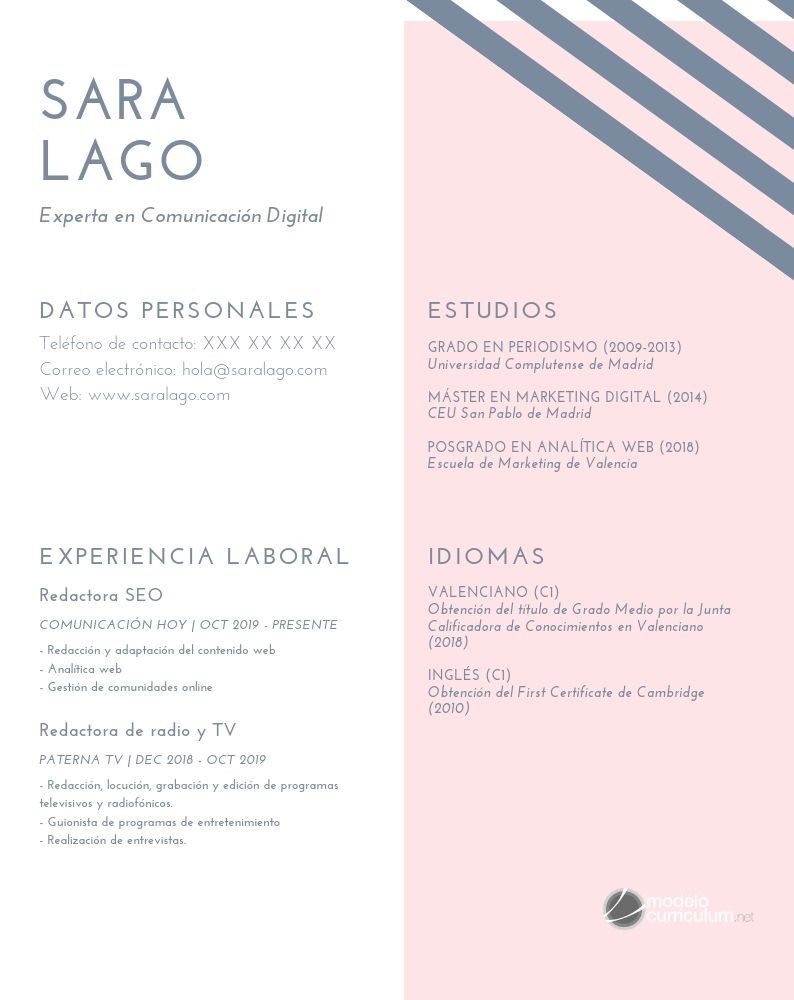 SARA
LAGO
Experta en Comunicación Digital
DATOS PERSONALES
Teléfono de contacto: XXX XX XX XX
Correo electrónico: hola@saralago.com
Web: www.saralago.com
EXPERIENCIA LABORAL
Redactora SEO
COMUNICACIÓN HOY | OCT 2019 - PRESENTE
- Redacción y adaptación del contenido web
- Analítica web
- Gestión de comunidades online
Redactora de radio y TV
PATERNA TV | DEC 2018 - OCT 2019
- Redacción, locución, grabación y edición de programas
televisivos y radiofónicos.
- Guionista de programas de entretenimiento
- Realización de entrevistas.
ESTUDIOS
GRADO EN PERIODISMO (2009-2013)
Universidad Complutense de Madrid
MÁSTER EN MARKETING DIGITAL (2014)
CEU San Pablo de Madrid
POSGRADO EN ANALÍTICA WEB (2018)
Escuela de Marketing de Valencia
IDIOMAS
VALENCIANO (C1)
Obtención del título de Grado Medio por la Junta
Calificadora de Conocimientos en Valenciano
(2018)
INGLÉS (C1)
Obtención del First Certificate de Cambridge
(2010)
modelo
curriculum.net